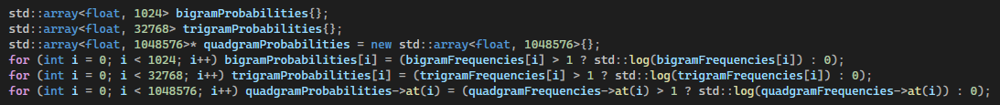 std::array<float, 1024> bigramProbabilities{};
std::array<float, 32768> trigramProbabilities{};
std::array<float, 1048576>* quadgramProbabilities = new std::array<float, 1048576>{};
for (int i = 0; i < 1024; i++) bigramProbabilities[i] = (bigramFrequencies[i] > 1 ? std::log(bigramFrequencies[i]) : 0);
for (int i = 0; i < 32768; i++) trigramProbabilities[i] = (trigramFrequencies[i] > 1 ? std::log(trigramFrequencies[i]) : 0);
for (int i = 0; i < 1048576; i++) quadgramProbabilities->at(i) = (quadgramFrequencies->at(i) > 1 ? std::log(quadgramFrequencies->at(i)) : 0);